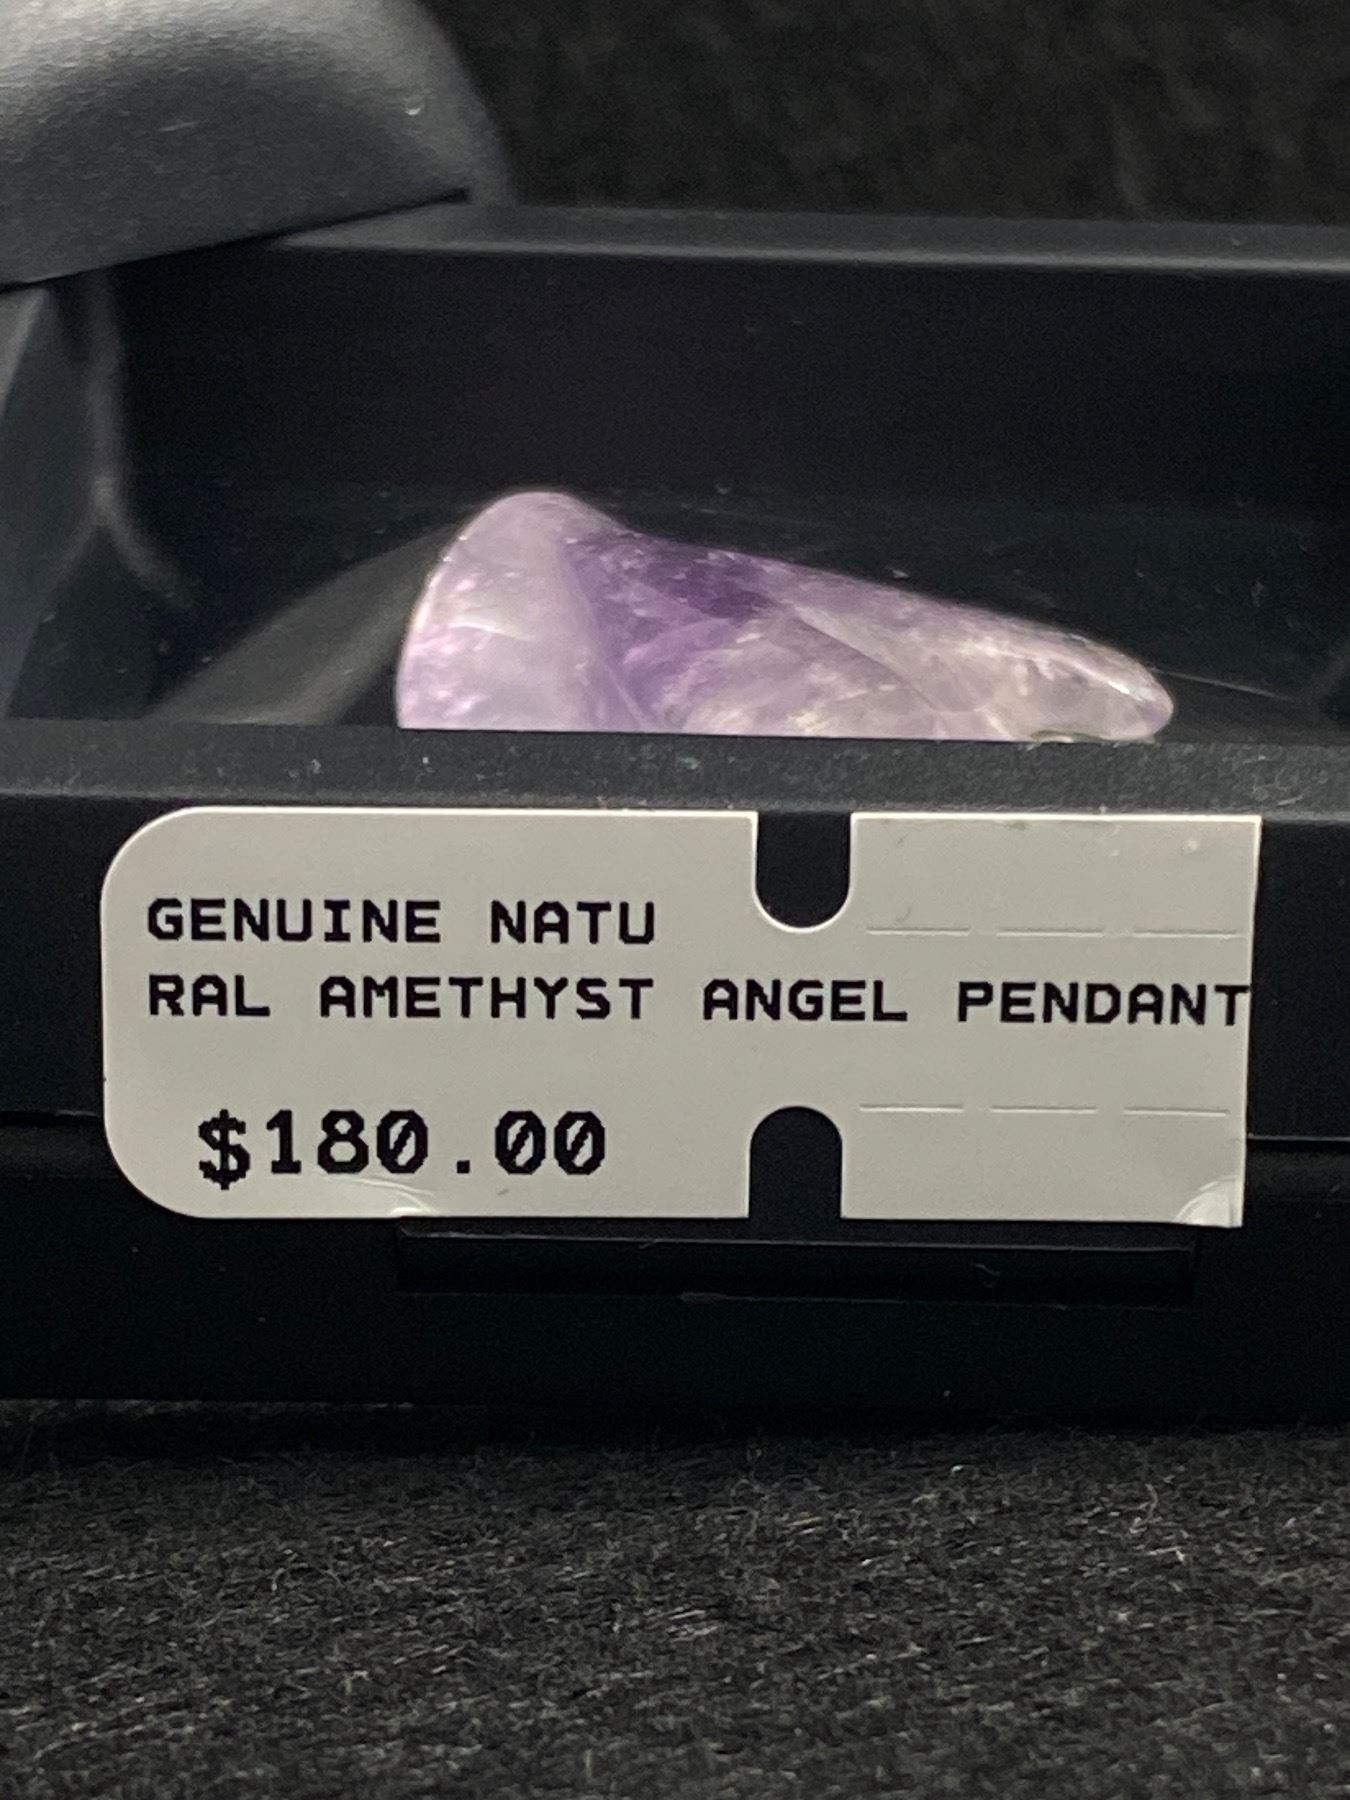 GENUINE NATU
RAL AMETHYST ANGEL PENDANT
$180.00